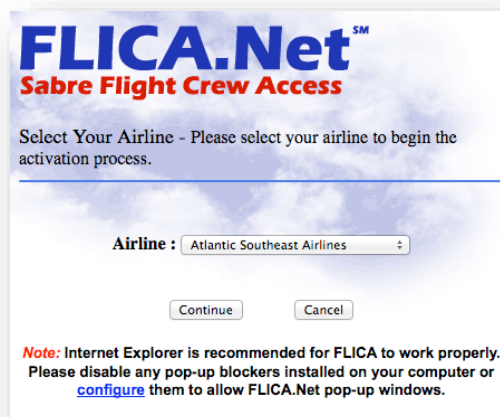 FLICA.Net℠
Sabre Flight Crew Access
Select Your Airline - Please select your airline to begin the
activation process.
Airline : Atlantic Southeast Airlines
Continue Cancel
Note: Internet Explorer is recommended for FLICA to work properly.
Please disable any pop-up blockers installed on your computer or
configure them to allow FLICA.Net pop-up windows.